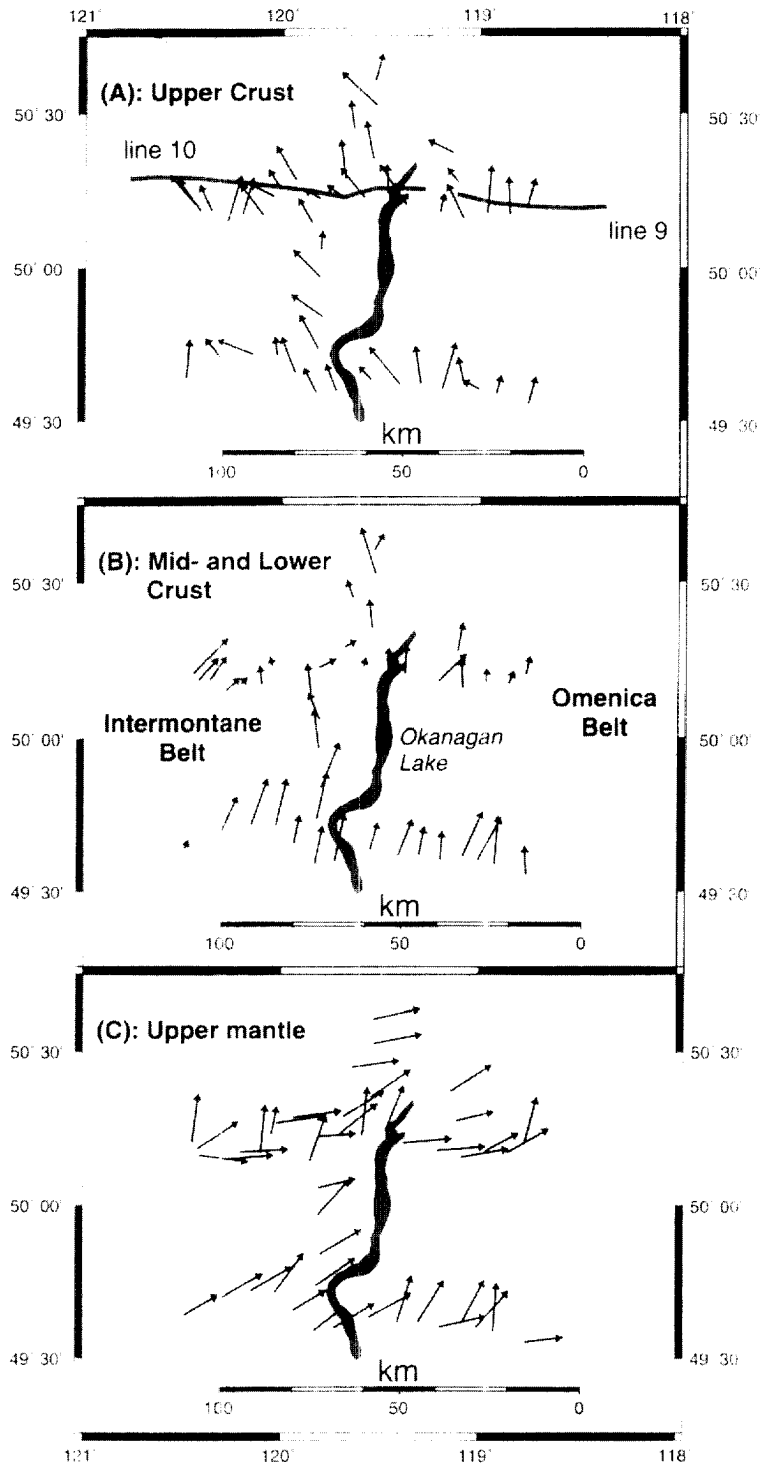 121° 120° 119° 118°
(A): Upper Crust
50° 30' 50° 30'
line 10
line 9
50° 00' 50° 00'
49° 30' 49° 30'
km
100 50 0
(B): Mid- and Lower
Crust
50° 30' 50° 30'
Intermontane
Belt
Omenica
Belt
Okanagan
Lake
50° 00' 50° 00'
49° 30' 49° 30'
km
100 50 0
(C): Upper mantle
50° 30' 50° 30'
50° 00' 50° 00'
49° 30' 49° 30'
km
100 50 0
121° 120° 119° 118°